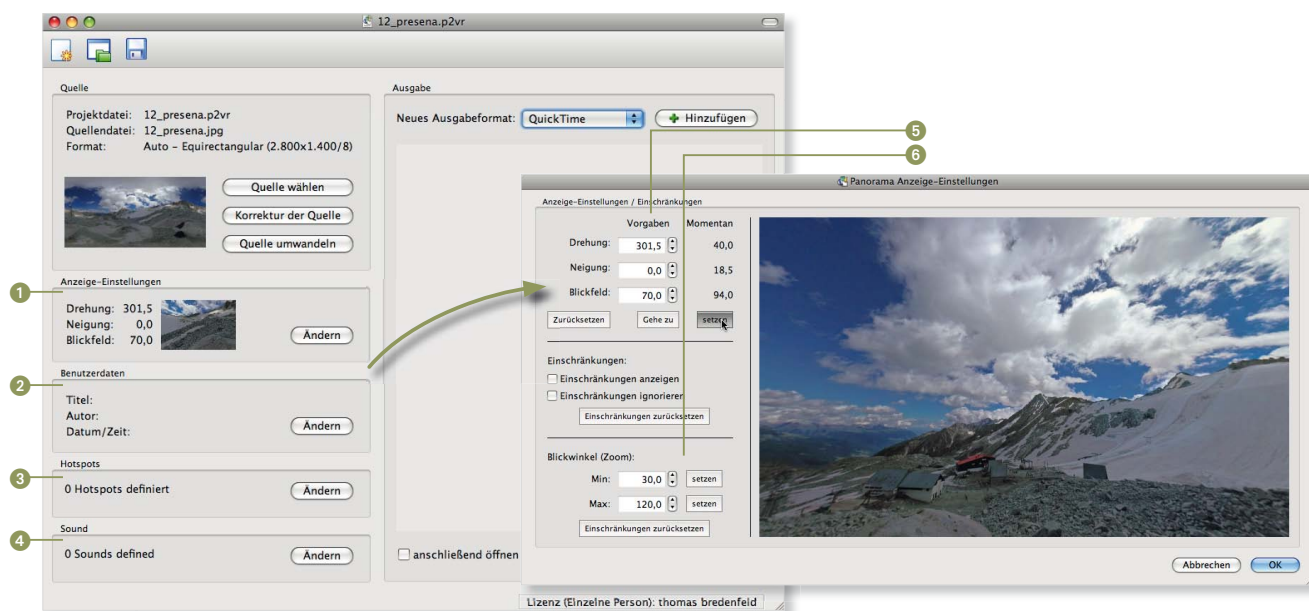 12_presena.p2vr
Quelle
Projektdatei: 12_presena.p2vr
Quellendatei: 12_presena.jpg
Format: Auto – Equirectangular (2.800x1.400/8)
Quelle wählen
Korrektur der Quelle
Quelle umwandeln
1
Anzeige-Einstellungen
Drehung: 301,5
Neigung: 0,0
Blickfeld: 70,0
Ändern
2
Benutzerdaten
Titel:
Autor:
Datum/Zeit:
Ändern
3
Hotspots
0 Hotspots definiert
Ändern
4
Sound
0 Sounds defined
Ändern
Ausgabe
Neues Ausgabeformat: QuickTime Hinzufügen
anschließend öffnen
Lizenz (Einzelne Person): thomas bredenfeld
5
6
Panorama Anzeige-Einstellungen
Anzeige-Einstellungen / Einschränkungen
Vorgaben Momentan
Drehung: 301,5 40,0
Neigung: 0,0 18,5
Blickfeld: 70,0 94,0
Zurücksetzen Gehe zu setzen
Einschränkungen:
Einschränkungen anzeigen
Einschränkungen ignorieren
Einschränkungen zurücksetzen
Blickwinkel (Zoom):
Min: 30,0 setzen
Max: 120,0 setzen
Einschränkungen zurücksetzen
Abbrechen OK